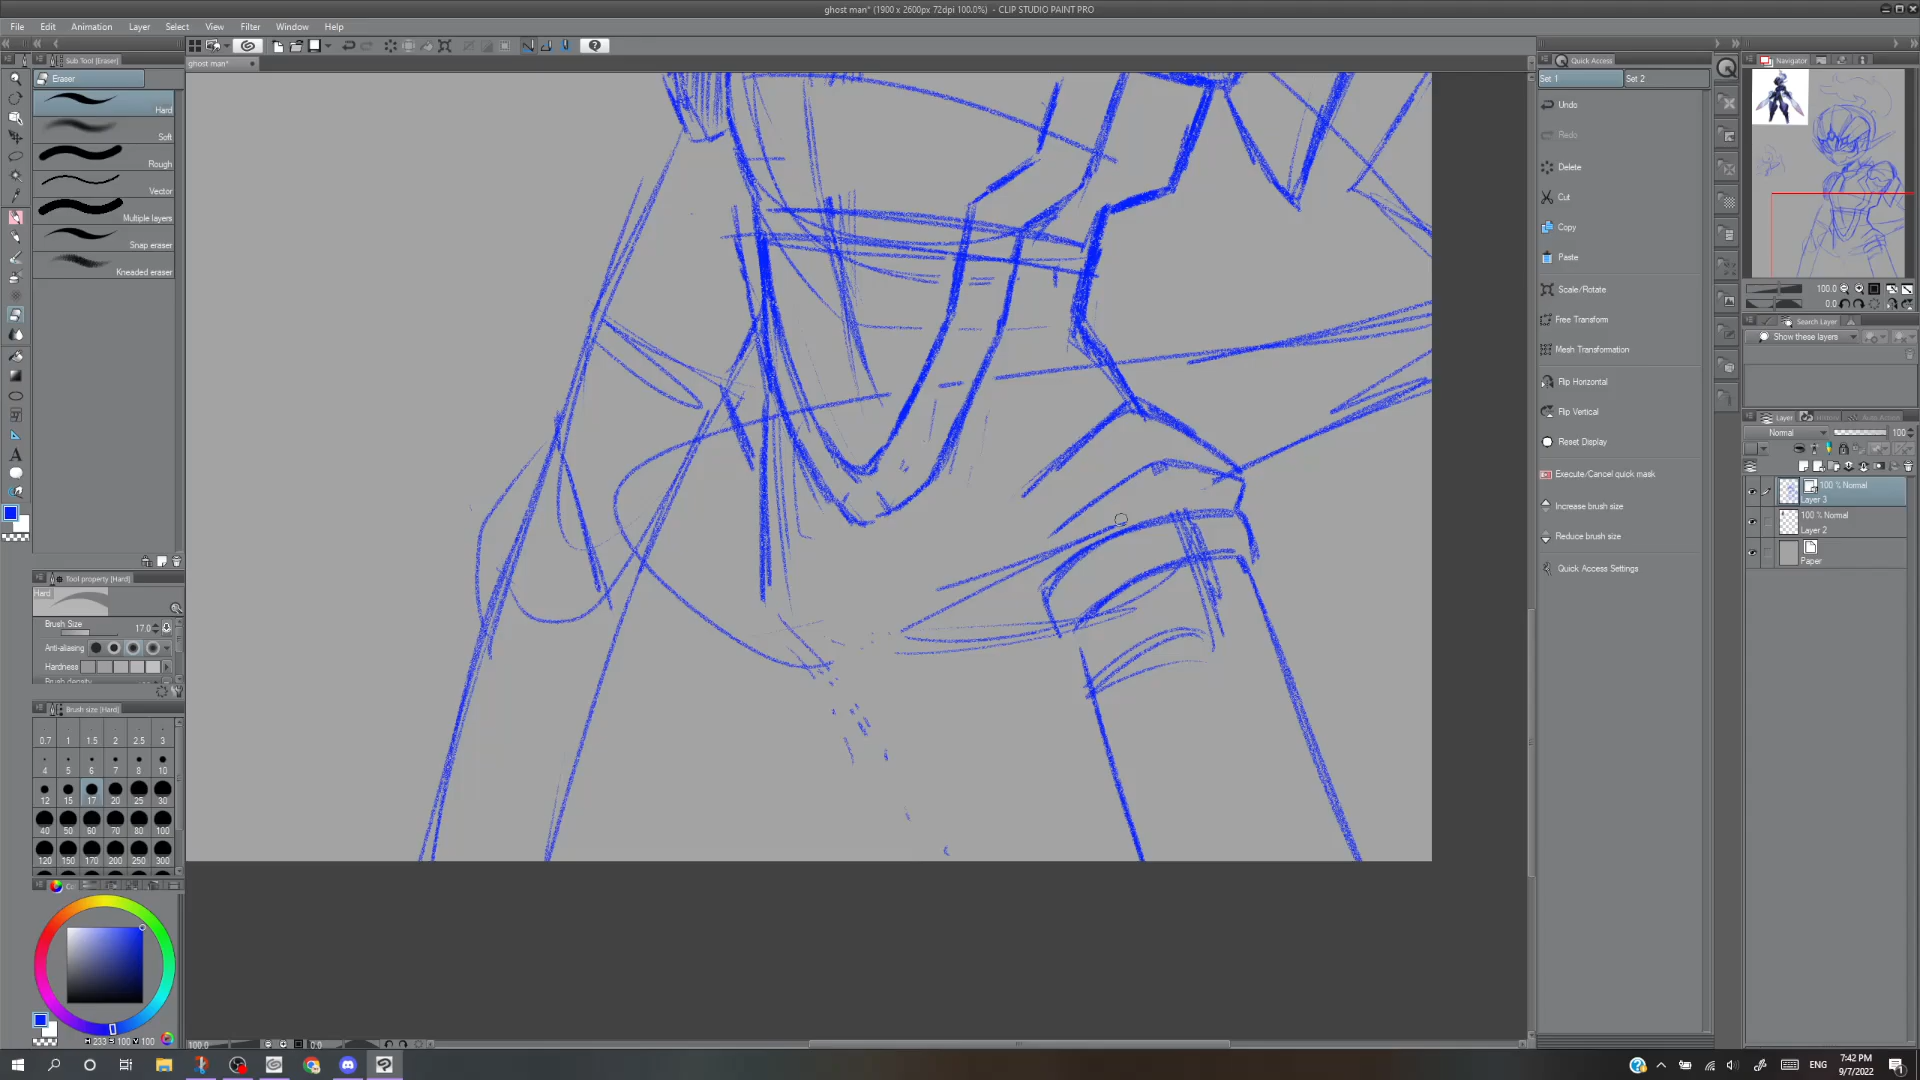 ghost man* (1900 x 2600px 72dpi 100.0%) - CLIP STUDIO PAINT PRO
File Edit Animation Layer Select View Filter Window Help
ghost man*
Sub Tool [Eraser]
Eraser
Hard
Soft
Rough
Vector
Multiple layers
Snap eraser
Kneaded eraser
Tool property [Hard]
Hard
Brush Size 17.0
Anti-aliasing
Hardness
Brush density
Brush size [Hard]
0.7 1 1.5 2 2.5 3
4 5 6 7 8 10
12 15 17 20 25 30
40 50 60 70 80 100
120 150 170 200 250 300
H 233 S 100 V 100
100.0 0.0
Quick Access
Set 1 Set 2
Undo
Redo
Delete
Cut
Copy
Paste
Scale/Rotate
Free Transform
Mesh Transformation
Flip Horizontal
Flip Vertical
Reset Display
Execute/Cancel quick mask
Increase brush size
Reduce brush size
Quick Access Settings
Navigator
100.0
0.0
Search Layer
Show these layers
Layer
Normal 100
100 % Normal
Layer 3
100 % Normal
Layer 2
Paper
ENG
7:42 PM
9/7/2022